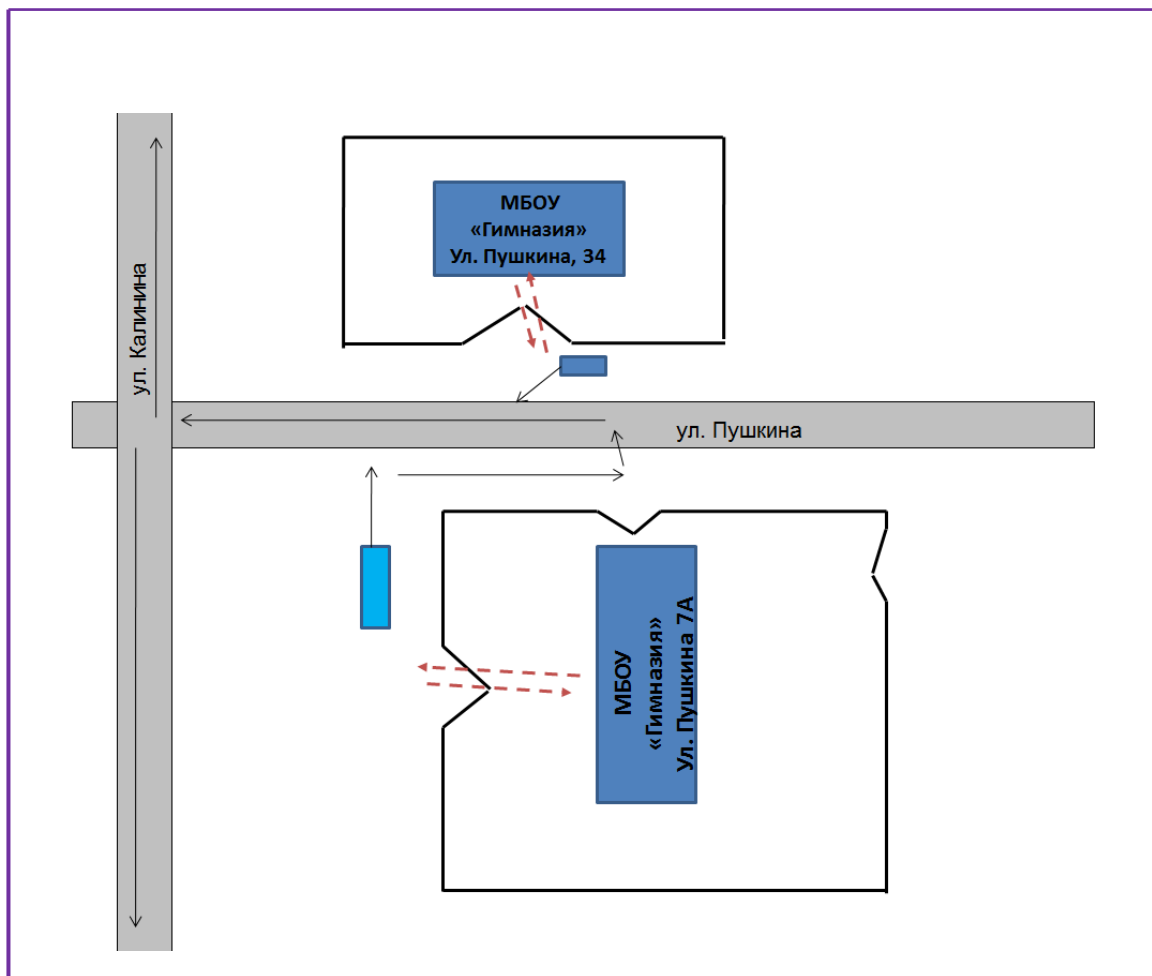 МБОУ
«Гимназия»
Ул. Пушкина, 34
ул. Калинина
ул. Пушкина
МБОУ
«Гимназия»
Ул. Пушкина 7А